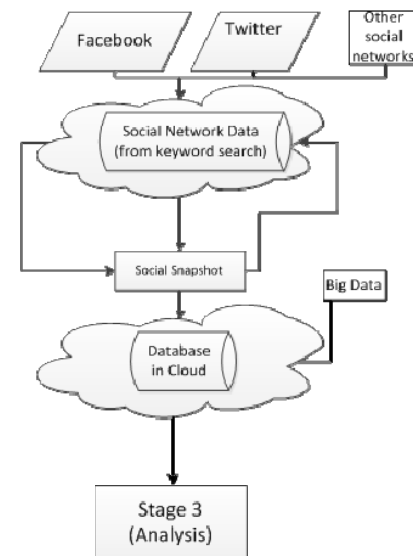 Facebook
Twitter
Other
social
networks
Social Network Data
(from keyword search)
Social Snapshot
Big Data
Database
in Cloud
Stage 3
(Analysis)